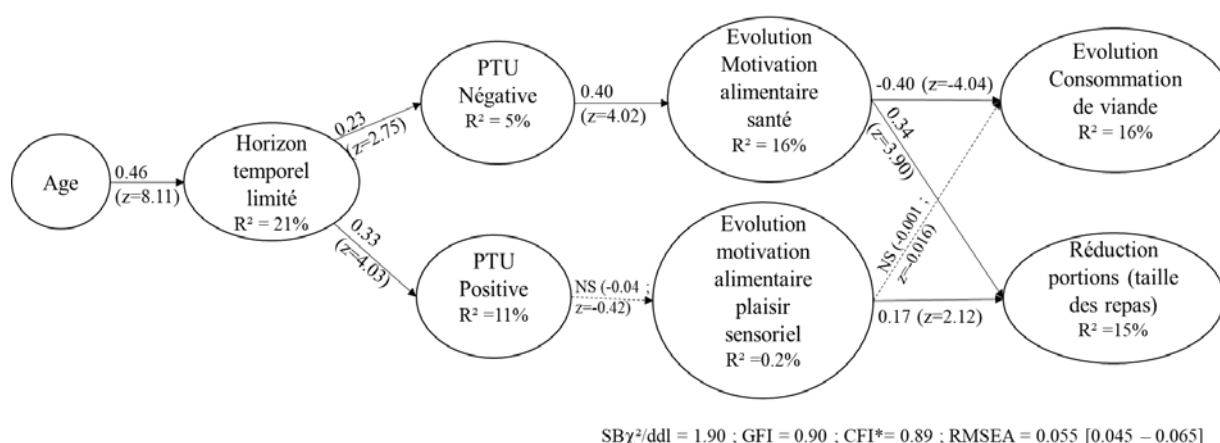 Age
0.46
(z=8.11)
Horizon
temporel
limité
R² = 21%
0.23
(z=2.75)
0.33
(z=4.03)
PTU
Négative
R² = 5%
0.40
(z=4.02)
PTU
Positive
R² =11%
NS (-0.04 ;
z=-0.42)
Evolution
Motivation
alimentaire
santé
R² = 16%
Evolution
motivation
alimentaire
plaisir
sensoriel
R² =0.2%
-0.40 (z=-4.04)
0.34
(z=3.90)
NS (-0.001 ;
z=-0.016)
0.17 (z=2.12)
Evolution
Consommation
de viande
R² = 16%
Réduction
portions (taille
des repas)
R² =15%
SBχ²/ddl = 1.90 ; GFI = 0.90 ; CFI*= 0.89 ; RMSEA = 0.055 [0.045 – 0.065]